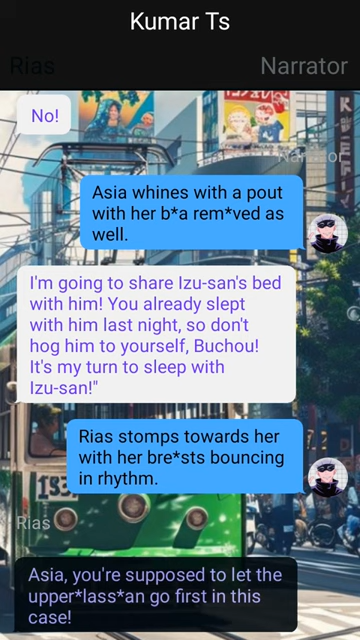 Kumar Ts
Rias
Narrator
No!
Narrator
Asia whines with a pout
with her b*a rem*ved as
well.
I'm going to share Izu-san's bed
with him! You already slept
with him last night, so don't
hog him to yourself, Buchou!
It's my turn to sleep with
Izu-san!"
Rias stomps towards her
with her bre*sts bouncing
in rhythm.
Rias
Asia, you're supposed to let the
upper*lass*an go first in this
case!